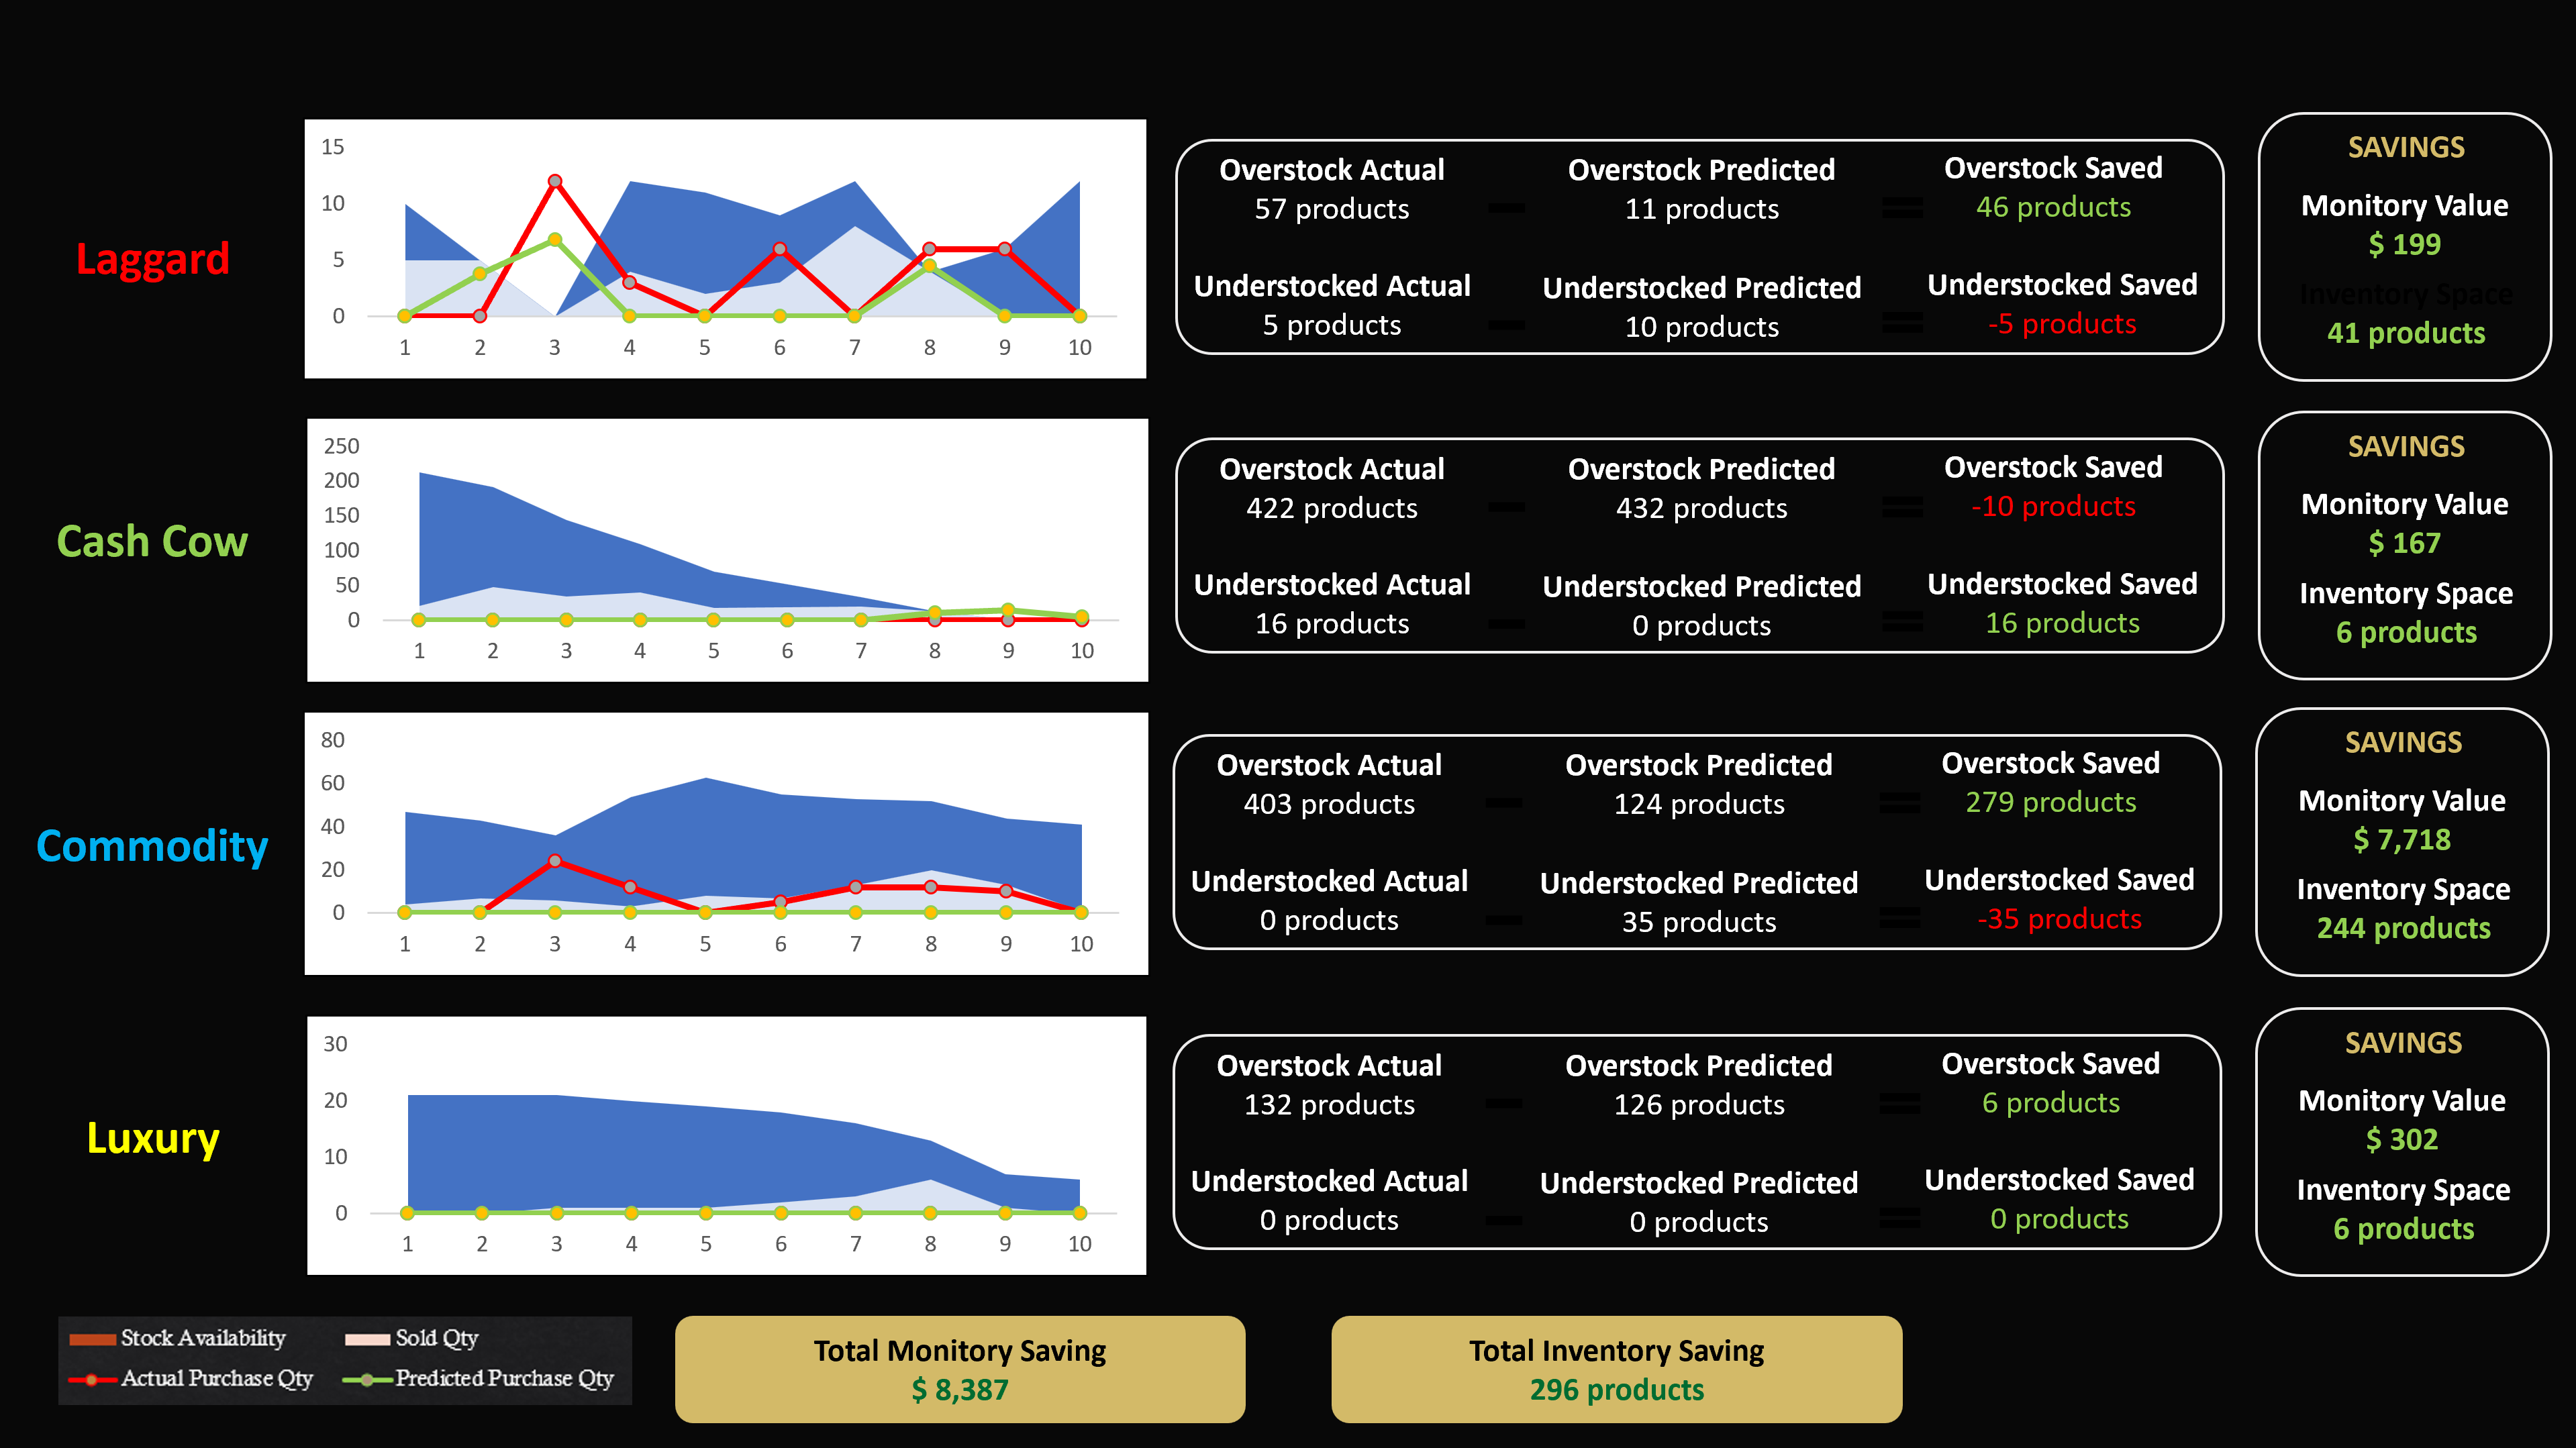 Laggard
15
10
5
0
1 2 3 4 5 6 7 8 9 10
Overstock Actual
57 products
Overstock Predicted
11 products
Overstock Saved
46 products
Understocked Actual
5 products
Understocked Predicted
10 products
Understocked Saved
-5 products
SAVINGS
Monitory Value
$ 199
Inventory Space
41 products
Cash Cow
250
200
150
100
50
0
1 2 3 4 5 6 7 8 9 10
Overstock Actual
422 products
Overstock Predicted
432 products
Overstock Saved
-10 products
Understocked Actual
16 products
Understocked Predicted
0 products
Understocked Saved
16 products
SAVINGS
Monitory Value
$ 167
Inventory Space
6 products
Commodity
80
60
40
20
0
1 2 3 4 5 6 7 8 9 10
Overstock Actual
403 products
Overstock Predicted
124 products
Overstock Saved
279 products
Understocked Actual
0 products
Understocked Predicted
35 products
Understocked Saved
-35 products
SAVINGS
Monitory Value
$ 7,718
Inventory Space
244 products
Luxury
30
20
10
0
1 2 3 4 5 6 7 8 9 10
Overstock Actual
132 products
Overstock Predicted
126 products
Overstock Saved
6 products
Understocked Actual
0 products
Understocked Predicted
0 products
Understocked Saved
0 products
SAVINGS
Monitory Value
$ 302
Inventory Space
6 products
Stock Availability
Sold Qty
Actual Purchase Qty
Predicted Purchase Qty
Total Monitory Saving
$ 8,387
Total Inventory Saving
296 products